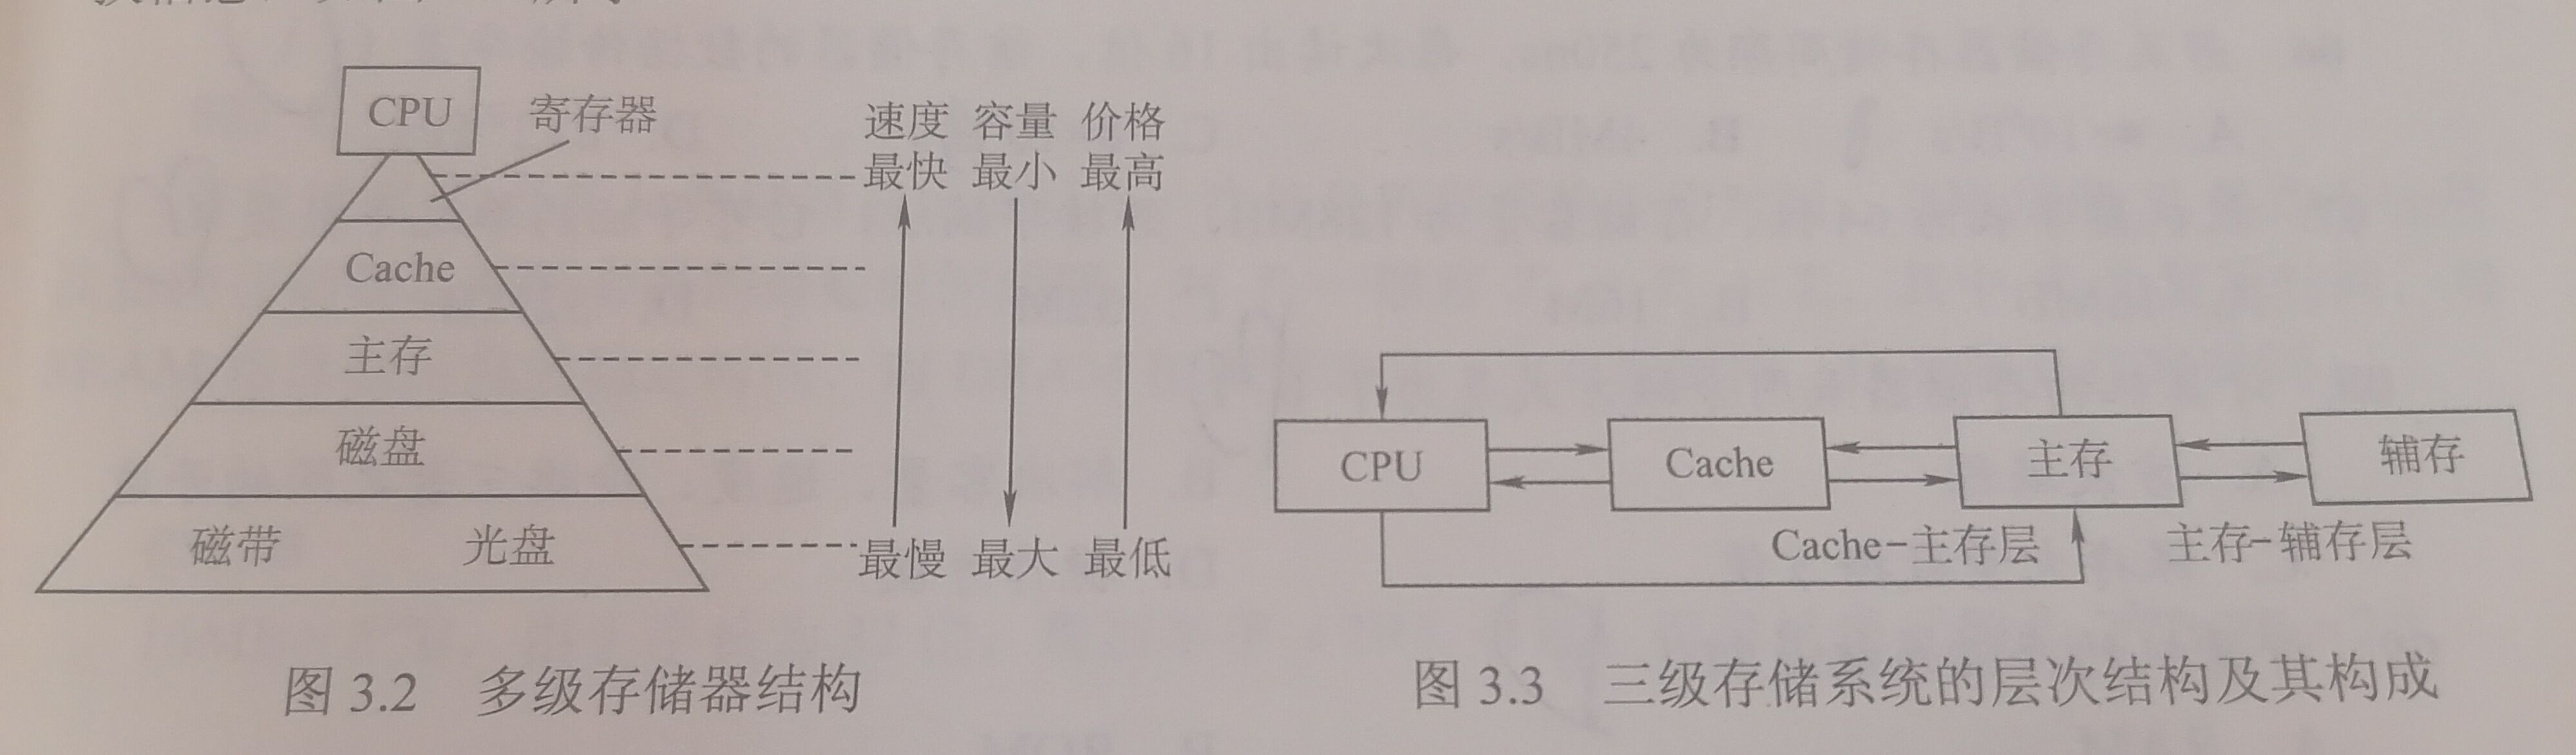 CPU
寄存器
速度 容量 价格
最快 最小 最高
Cache
主存
磁盘
磁带 光盘
最慢 最大 最低
图 3.2 多级存储器结构
CPU Cache 主存 辅存
Cache-主存层 主存-辅存层
图 3.3 三级存储系统的层次结构及其构成